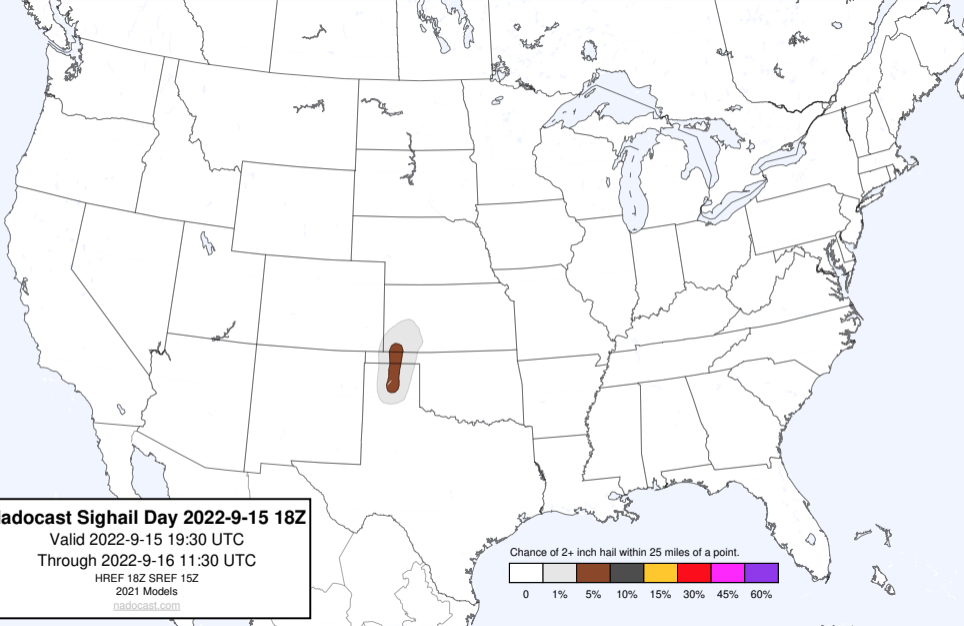 adocast Sighail Day 2022-9-15 18Z
Valid 2022-9-15 19:30 UTC
Through 2022-9-16 11:30 UTC
HREF 18Z SREF 15Z
2021 Models
nadocast.com
Chance of 2+ inch hail within 25 miles of a point.
0 1% 5% 10% 15% 30% 45% 60%